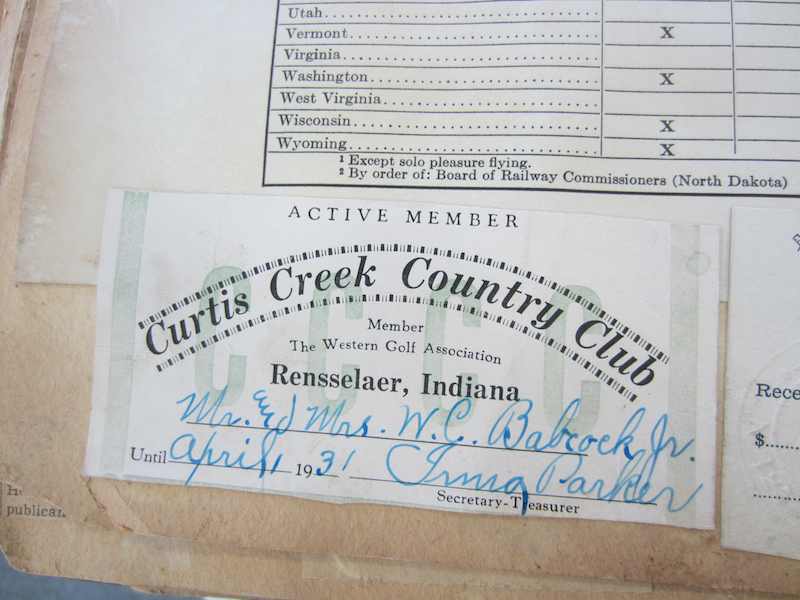 Utah
Vermont X
Virginia
Washington X
West Virginia
Wisconsin X
Wyoming X
¹ Except solo pleasure flying.
² By order of: Board of Railway Commissioners (North Dakota)
ACTIVE MEMBER
Curtis Creek Country Club
CCCC
Member
The Western Golf Association
Rensselaer, Indiana
Mr. and Mrs. W. C. Babcock Jr.
Until April 1 1931 Irma Parker
Secretary-Treasurer
Rece
$
publicat